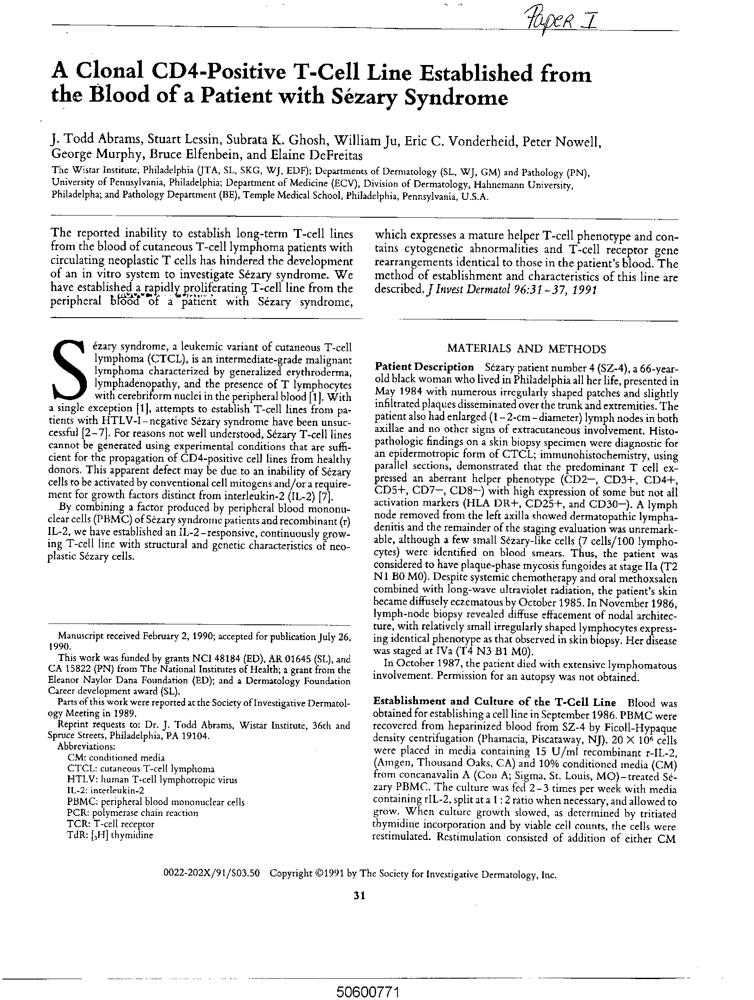 Paper I
A Clonal CD4-Positive T-Cell Line Established from
the Blood of a Patient with Sézary Syndrome
J. Todd Abrams, Stuart Lessin, Subrata K. Ghosh, William Ju, Eric C. Vonderheid, Peter Nowell,
George Murphy, Bruce Elfenbein, and Elaine DeFreitas
The Wistar Institute, Philadelphia (JTA, SL, SKG, WJ, EDF); Departments of Dermatology (SL, WJ, GM) and Pathology (PN),
University of Pennsylvania, Philadelphia; Department of Medicine (ECV), Division of Dermatology, Hahnemann University,
Philadelpha; and Pathology Department (BE), Temple Medical School, Philadelphia, Pennsylvania, U.S.A.
The reported inability to establish long-term T-cell lines
from the blood of cutaneous T-cell lymphoma patients with
circulating neoplastic T cells has hindered the development
of an in vitro system to investigate Sézary syndrome. We
have established a rapidly proliferating T-cell line from the
peripheral blood of a patient with Sézary syndrome,
which expresses a mature helper T-cell phenotype and con-
tains cytogenetic abnormalities and T-cell receptor gene
rearrangements identical to those in the patient's blood. The
method of establishment and characteristics of this line are
described. J Invest Dermatol 96:31–37, 1991
Sézary syndrome, a leukemic variant of cutaneous T-cell
lymphoma (CTCL), is an intermediate-grade malignant
lymphoma characterized by generalized erythroderma,
lymphadenopathy, and the presence of T lymphocytes
with cerebriform nuclei in the peripheral blood [1]. With
a single exception [1], attempts to establish T-cell lines from pa-
tients with HTLV-I–negative Sézary syndrome have been unsuc-
cessful [2–7]. For reasons not well understood, Sézary T-cell lines
cannot be generated using experimental conditions that are suffi-
cient for the propagation of CD4-positive cell lines from healthy
donors. This apparent defect may be due to an inability of Sézary
cells to be activated by conventional cell mitogens and/or a require-
ment for growth factors distinct from interleukin-2 (IL-2) [7].
By combining a factor produced by peripheral blood mononu-
clear cells (PBMC) of Sézary syndrome patients and recombinant (r)
IL-2, we have established an IL-2–responsive, continuously grow-
ing T-cell line with structural and genetic characteristics of neo-
plastic Sézary cells.
Manuscript received February 2, 1990; accepted for publication July 26,
1990.
This work was funded by grants NCI 48184 (ED), AR 01645 (SL), and
CA 15822 (PN) from The National Institutes of Health; a grant from the
Eleanor Naylor Dana Foundation (ED); and a Dermatology Foundation
Career development award (SL).
Parts of this work were reported at the Society of Investigative Dermatol-
ogy Meeting in 1989.
Reprint requests to: Dr. J. Todd Abrams, Wistar Institute, 36th and
Spruce Streets, Philadelphia, PA 19104.
Abbreviations:
CM: conditioned media
CTCL: cutaneous T-cell lymphoma
HTLV: human T-cell lymphotropic virus
IL-2: interleukin-2
PBMC: peripheral blood mononuclear cells
PCR: polymerase chain reaction
TCR: T-cell receptor
TdR: [₃H] thymidine
MATERIALS AND METHODS
Patient Description Sézary patient number 4 (SZ-4), a 66-year-
old black woman who lived in Philadelphia all her life, presented in
May 1984 with numerous irregularly shaped patches and slightly
infiltrated plaques disseminated over the trunk and extremities. The
patient also had enlarged (1–2-cm-diameter) lymph nodes in both
axillae and no other signs of extracutaneous involvement. Histo-
pathologic findings on a skin biopsy specimen were diagnostic for
an epidermotropic form of CTCL; immunohistochemistry, using
parallel sections, demonstrated that the predominant T cell ex-
pressed an aberrant helper phenotype (CD2−, CD3+, CD4+,
CD5+, CD7−, CD8−) with high expression of some but not all
activation markers (HLA DR+, CD25+, and CD30−). A lymph
node removed from the left axilla showed dermatopathic lympha-
denitis and the remainder of the staging evaluation was unremark-
able, although a few small Sézary-like cells (7 cells/100 lympho-
cytes) were identified on blood smears. Thus, the patient was
considered to have plaque-phase mycosis fungoides at stage IIa (T2
N1 B0 M0). Despite systemic chemotherapy and oral methoxsalen
combined with long-wave ultraviolet radiation, the patient's skin
became diffusely eczematous by October 1985. In November 1986,
lymph-node biopsy revealed diffuse effacement of nodal architec-
ture, with relatively small irregularly shaped lymphocytes express-
ing identical phenotype as that observed in skin biopsy. Her disease
was staged at IVa (T4 N3 B1 M0).
In October 1987, the patient died with extensive lymphomatous
involvement. Permission for an autopsy was not obtained.
Establishment and Culture of the T-Cell Line Blood was
obtained for establishing a cell line in September 1986. PBMC were
recovered from heparinized blood from SZ-4 by Ficoll-Hypaque
density centrifugation (Phamacia, Piscataway, NJ). 20 × 10⁶ cells
were placed in media containing 15 U/ml recombinant r-IL-2,
(Amgen, Thousand Oaks, CA) and 10% conditioned media (CM)
from concanavalin A (Con A; Sigma, St. Louis, MO)–treated Sé-
zary PBMC. The culture was fed 2–3 times per week with media
containing rIL-2, split at a 1 : 2 ratio when necessary, and allowed to
grow. When culture growth slowed, as determined by tritiated
thymidine incorporation and by viable cell counts, the cells were
restimulated. Restimulation consisted of addition of either CM
0022-202X/91/$03.50 Copyright ©1991 by The Society for Investigative Dermatology, Inc.
31
50600771